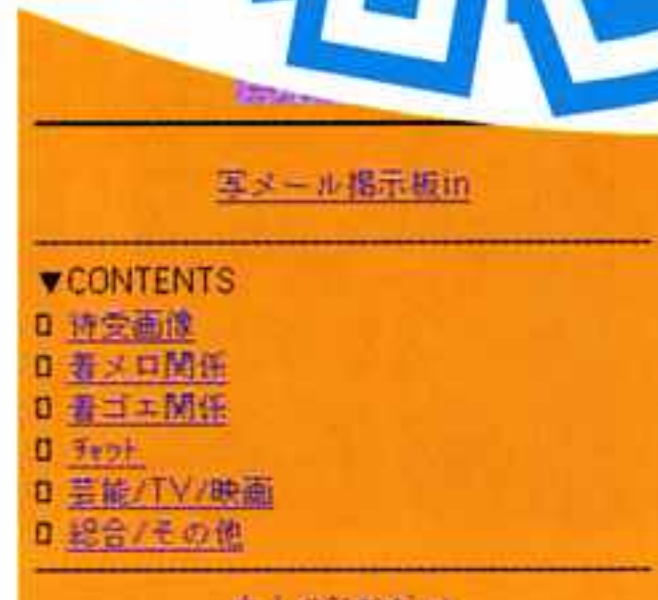 写メール掲示板in
▼CONTENTS
待受画像
着メロ関係
着ゴエ関係
チャット
芸能/TV/映画
総合/その他